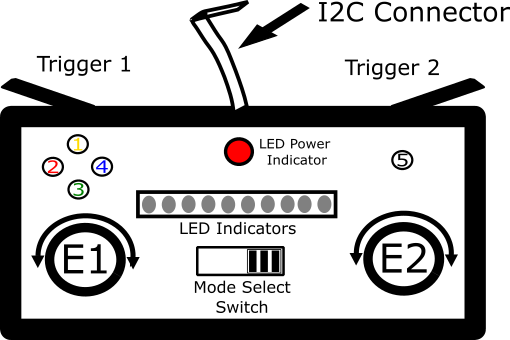 I2C Connector
Trigger 1
Trigger 2
1
LED Power
Indicator
5
2
4
3
LED Indicators
E1
E2
Mode Select
Switch